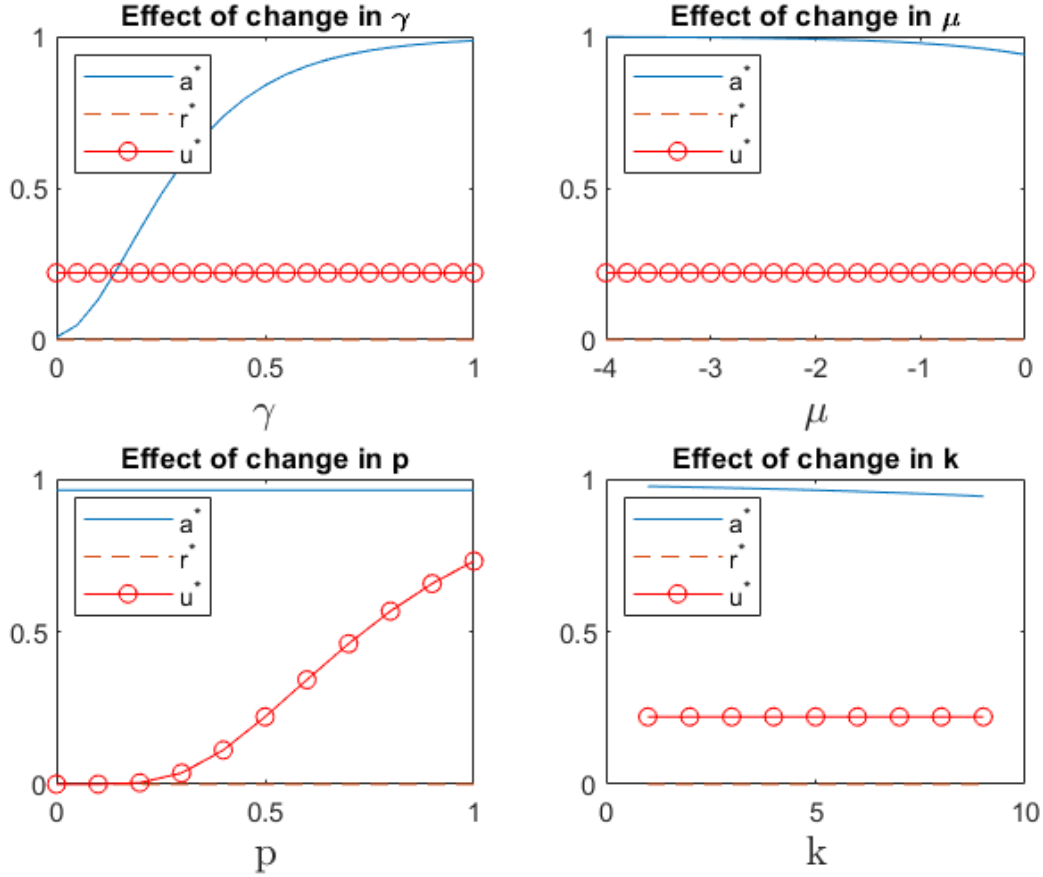 Effect of change in γ
1
0.5
0
a*
r*
u*
0
0.5
1
γ
Effect of change in μ
1
0.5
0
a*
r*
u*
-4
-3
-2
-1
0
μ
Effect of change in p
1
0.5
0
a*
r*
u*
0
0.5
1
p
Effect of change in k
1
0.5
0
a*
r*
u*
0
5
10
k